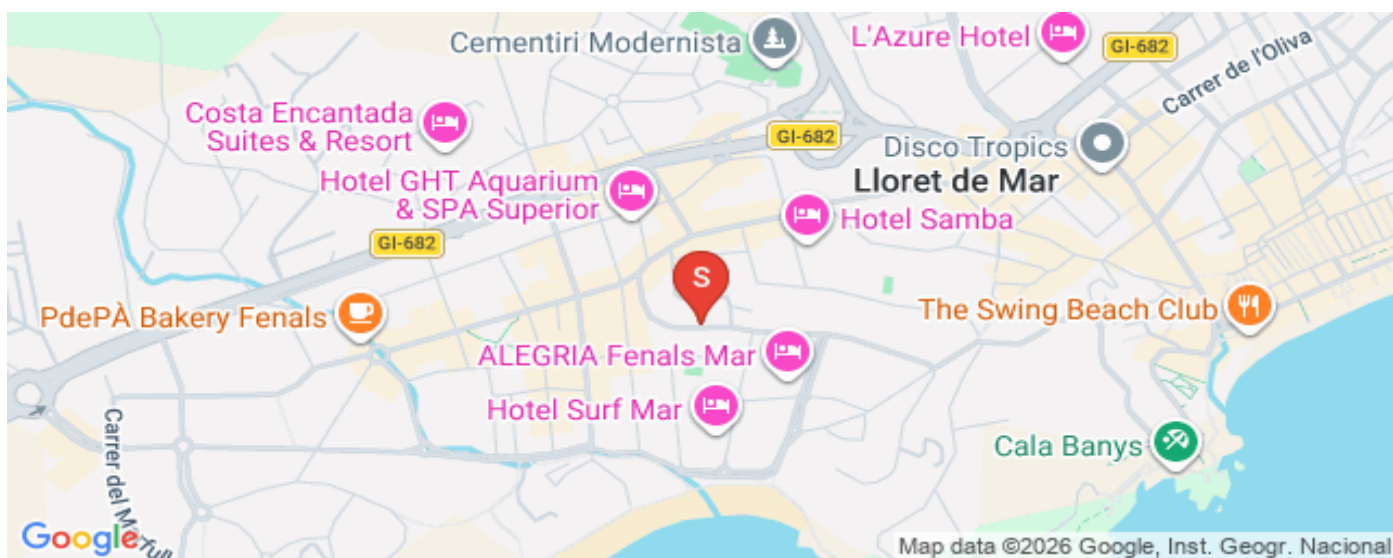 Cementiri Modernista
L'Azure Hotel
GI-682
Carrer de l'Oliva
Costa Encantada
Suites & Resort
GI-682
Disco Tropics
Lloret de Mar
Hotel GHT Aquarium
& SPA Superior
Hotel Samba
GI-682
S
PdePÀ Bakery Fenals
The Swing Beach Club
ALEGRIA Fenals Mar
Hotel Surf Mar
Cala Banys
Google
Map data ©2026 Google, Inst. Geogr. Nacional